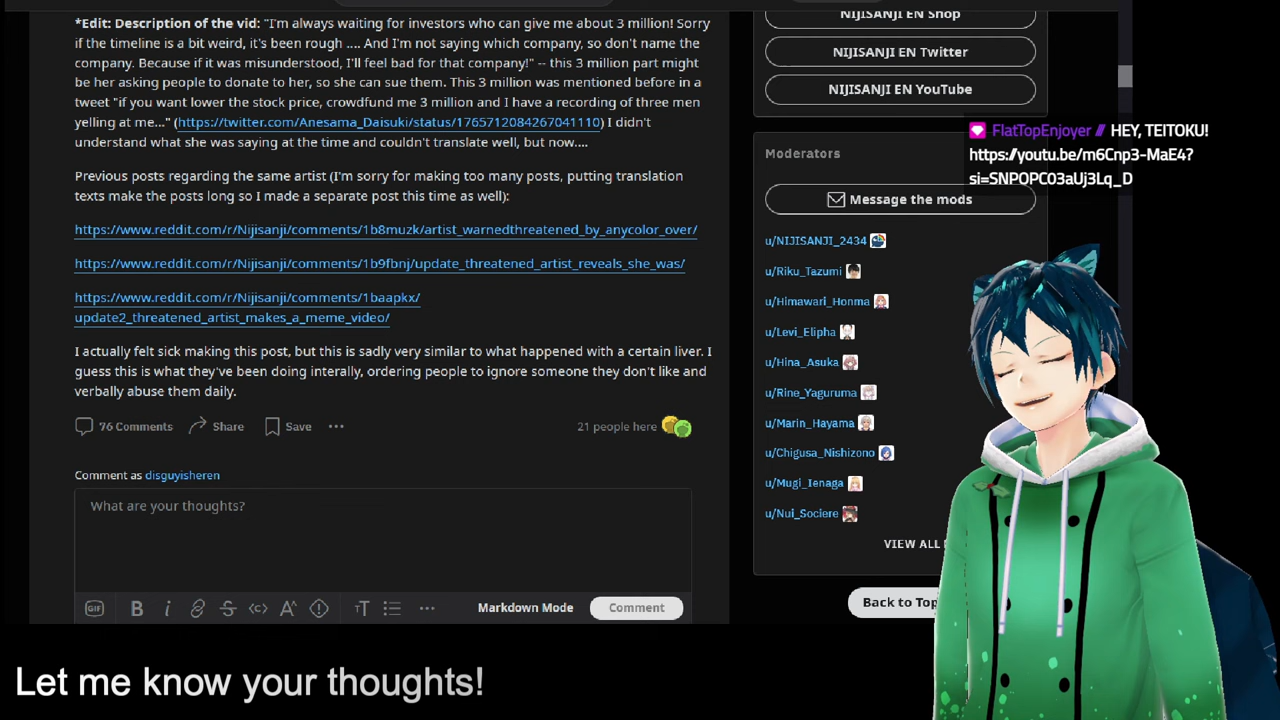 *Edit: Description of the vid: "I'm always waiting for investors who can give me about 3 million! Sorry
if the timeline is a bit weird, it's been rough .... And I'm not saying which company, so don't name the
company. Because if it was misunderstood, I'll feel bad for that company!" -- this 3 million part might
be her asking people to donate to her, so she can sue them. This 3 million was mentioned before in a
tweet "if you want lower the stock price, crowdfund me 3 million and I have a recording of three men
yelling at me..." (https://twitter.com/Anesama_Daisuki/status/1765712084267041110) I didn't
understand what she was saying at the time and couldn't translate well, but now....
Previous posts regarding the same artist (I'm sorry for making too many posts, putting translation
texts make the posts long so I made a separate post this time as well):
https://www.reddit.com/r/Nijisanji/comments/1b8muzk/artist_warnedthreatened_by_anycolor_over/
https://www.reddit.com/r/Nijisanji/comments/1b9fbnj/update_threatened_artist_reveals_she_was/
https://www.reddit.com/r/Nijisanji/comments/1baapkx/
update2_threatened_artist_makes_a_meme_video/
I actually felt sick making this post, but this is sadly very similar to what happened with a certain liver. I
guess this is what they've been doing interally, ordering people to ignore someone they don't like and
verbally abuse them daily.
76 Comments Share Save ••• 21 people here
Comment as disguyisheren
What are your thoughts?
GIF B i S <c> A T •••
Markdown Mode Comment
NIJISANJI EN Shop
NIJISANJI EN Twitter
NIJISANJI EN YouTube
FlatTopEnjoyer // HEY, TEITOKU!
https://youtu.be/m6Cnp3-MaE4?
si=SNPOPC03aUj3Lq_D
Moderators
Message the mods
u/NIJISANJI_2434
u/Riku_Tazumi
u/Himawari_Honma
u/Levi_Elipha
u/Hina_Asuka
u/Rine_Yaguruma
u/Marin_Hayama
u/Chigusa_Nishizono
u/Mugi_Ienaga
u/Nui_Sociere
VIEW ALL
Back to Top
Let me know your thoughts!